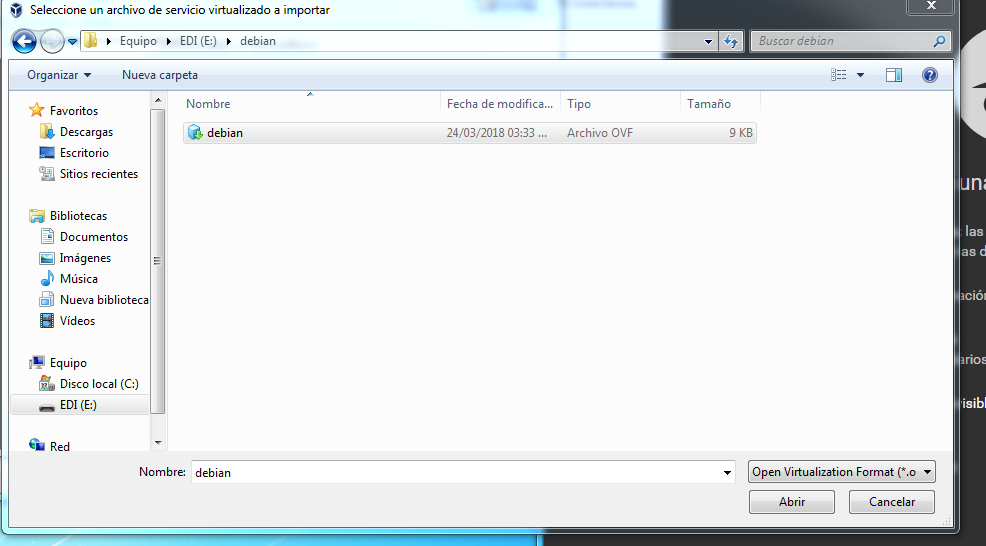 Seleccione un archivo de servicio virtualizado a importar
Equipo EDI (E:) debian
Buscar debian
Organizar Nueva carpeta
Nombre Fecha de modifica... Tipo Tamaño
debian 24/03/2018 03:33 ... Archivo OVF 9 KB
Favoritos
Descargas
Escritorio
Sitios recientes
Bibliotecas
Documentos
Imágenes
Música
Nueva biblioteca
Vídeos
Equipo
Disco local (C:)
EDI (E:)
Red
Nombre: debian
Open Virtualization Format (*.o
Abrir Cancelar
una
las
as d
ación
arios
visibl